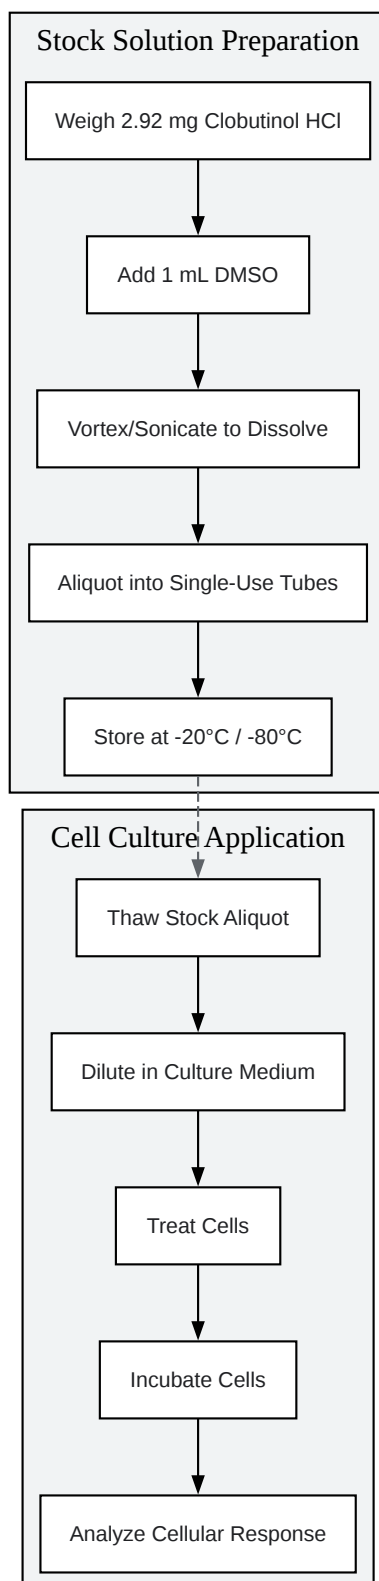 Stock Solution Preparation
Weigh 2.92 mg Clobutinol HCl
Add 1 mL DMSO
Vortex/Sonicate to Dissolve
Aliquot into Single-Use Tubes
Store at -20°C / -80°C
Cell Culture Application
Thaw Stock Aliquot
Dilute in Culture Medium
Treat Cells
Incubate Cells
Analyze Cellular Response